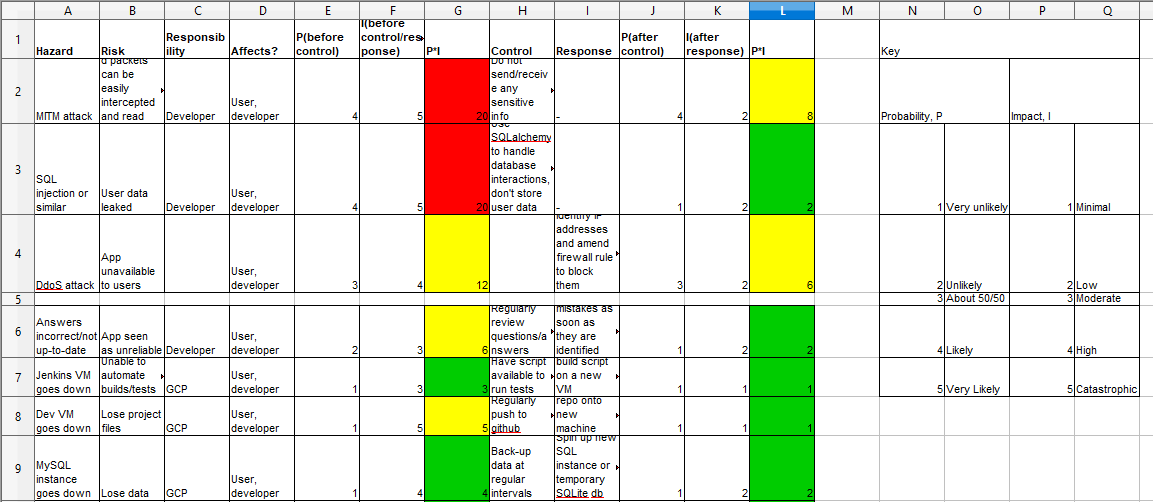 A B C D E F G H I J K L M N O P Q
1 Hazard Risk Responsib ility Affects? P(before control) I(before control/res ponse) P*I Control Response P(after control) I(after response) P*I Key
2 MITM attack d packets can be easily intercepted and read Developer User, developer 4 5 20 Do not send/receiv e any sensitive info - 4 2 8 Probability, P Impact, I
3 SQL injection or similar User data leaked Developer User, developer 4 5 20 Use SQLalchemy to handle database interactions, don't store user data - 1 2 2 1 Very unlikely 1 Minimal
4 DdoS attack App unavailable to users User, developer 3 4 12 identify IP addresses and amend firewall rule to block them 3 2 6 2 Unlikely 2 Low
5 3 About 50/50 3 Moderate
6 Answers incorrect/not up-to-date App seen as unreliable Developer User, developer 2 3 6 Regularly review questions/a nswers mistakes as soon as they are identified 1 2 2 4 Likely 4 High
7 Jenkins VM goes down Unable to automate builds/tests GCP User, developer 1 3 3 Have script available to run tests build script on a new VM 1 1 1 5 Very Likely 5 Catastrophic
8 Dev VM goes down Lose project files GCP User, developer 1 5 5 Regularly push to github repo onto new machine 1 1 1
9 MySQL instance goes down Lose data GCP User, developer 1 4 4 Back-up data at regular intervals Spin up new SQL instance or temporary SQLite db 1 2 2